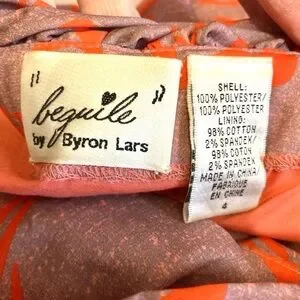 "beguile"
by Byron Lars
SHELL:
100% POLYESTER/
100% POLYESTER
LINING:
98% COTTON
2% SPANDEX/
98% COTTON
2% SPANDEX
MADE IN CHINA/
FABRIQUE
EN CHINA
4